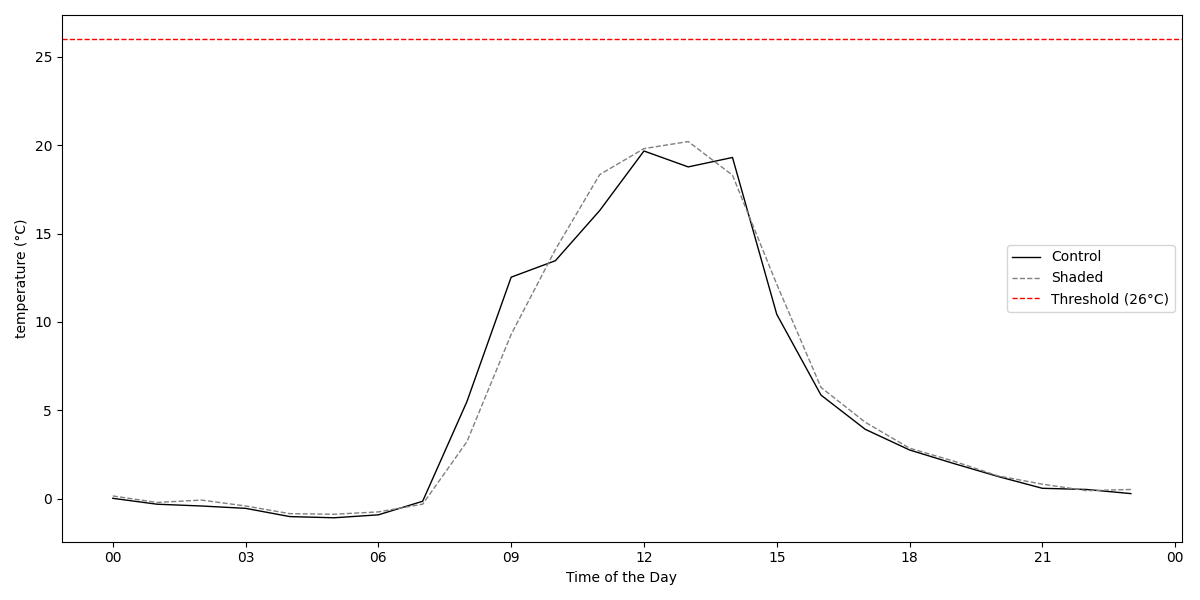 25
20
15
10
5
0
temperature (°C)
00 03 06 09 12 15 18 21 00
Time of the Day
Control
Shaded
Threshold (26°C)